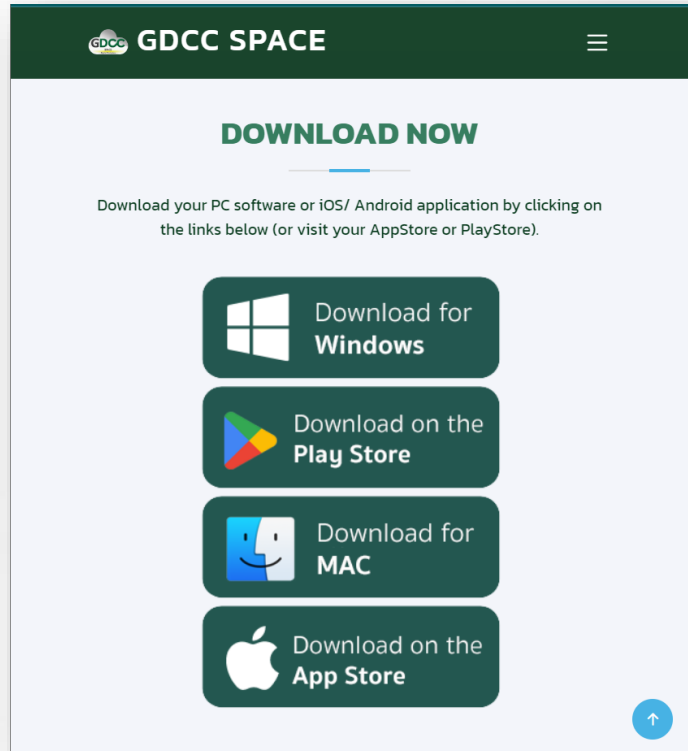 GDCC
GDCC SPACE
DOWNLOAD NOW
Download your PC software or iOS/ Android application by clicking on
the links below (or visit your AppStore or PlayStore).
Download for
Windows
Download on the
Play Store
Download for
MAC
Download on the
App Store